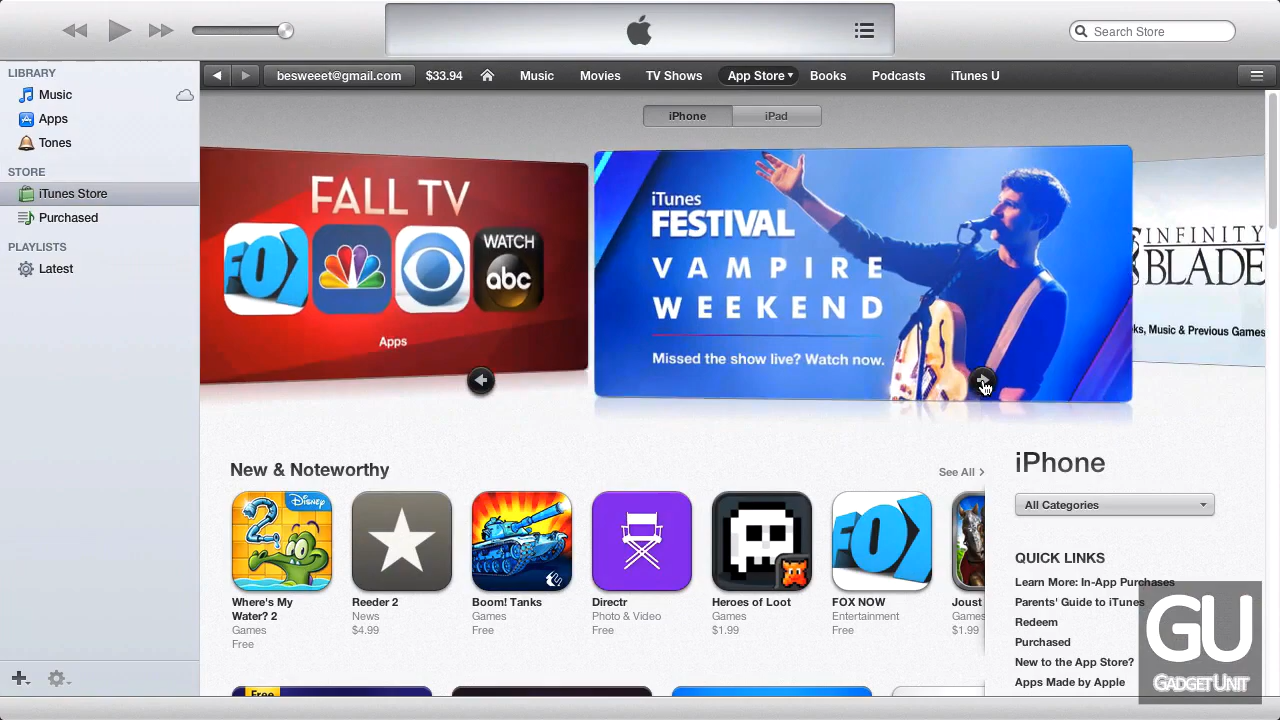 Search Store
LIBRARY
Music
Apps
Tones
STORE
iTunes Store
Purchased
PLAYLISTS
Latest
besweeet@gmail.com
$33.94
Music
Movies
TV Shows
App Store
Books
Podcasts
iTunes U
iPhone
iPad
FALL TV
FOX
WATCH
abc
Apps
iTunes
FESTIVAL
VAMPIRE
WEEKEND
Missed the show live? Watch now.
INFINITY
BLADE
Music & Previous Games
New & Noteworthy
See All
Disney
2
FOX
Where's My
Water? 2
Games
Free
Reeder 2
News
$4.99
Boom! Tanks
Games
Free
Directr
Photo & Video
Free
Heroes of Loot
Games
$1.99
FOX NOW
Entertainment
Free
Joust
Games
$1.99
Free
iPhone
All Categories
QUICK LINKS
Learn More: In-App Purchases
Parents' Guide to iTunes
Redeem
Purchased
New to the App Store?
Apps Made by Apple
GU
GADGETUNIT